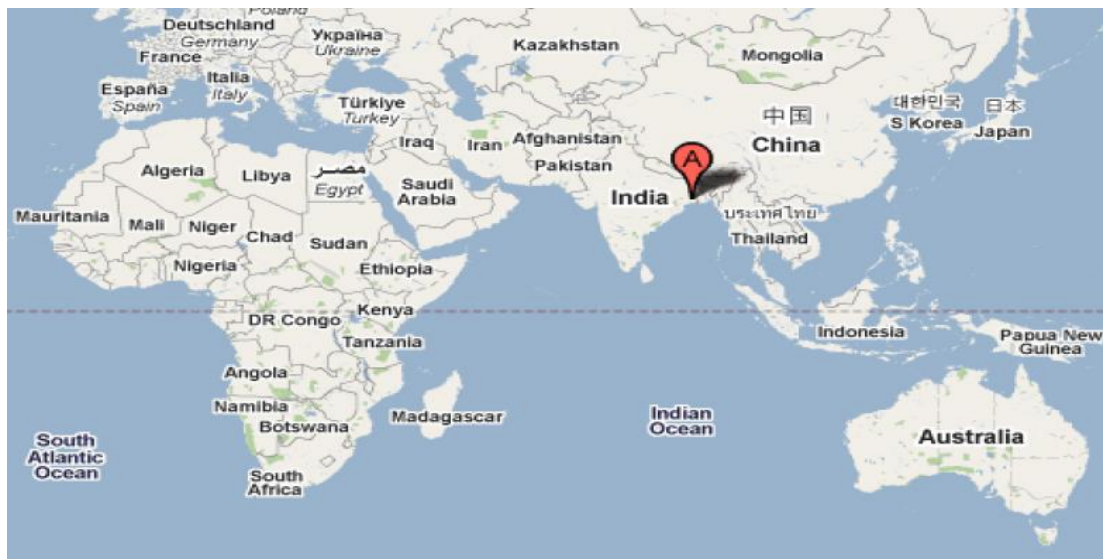 Poland
Deutschland
Germany
Україна
Ukraine
France
Kazakhstan
Mongolia
Italia
Italy
España
Spain
Türkiye
Turkey
中国
China
대한민국
S Korea
日本
Japan
Iraq
Iran
Afghanistan
Pakistan
A
Algeria
Libya
مصر
Egypt
Saudi
Arabia
India
ประเทศไทย
Thailand
Mauritania
Mali
Niger
Chad
Sudan
Nigeria
Ethiopia
DR Congo
Kenya
Tanzania
Indonesia
Papua New
Guinea
Angola
Namibia
Botswana
Madagascar
Indian
Ocean
Australia
South
Atlantic
Ocean
South
Africa